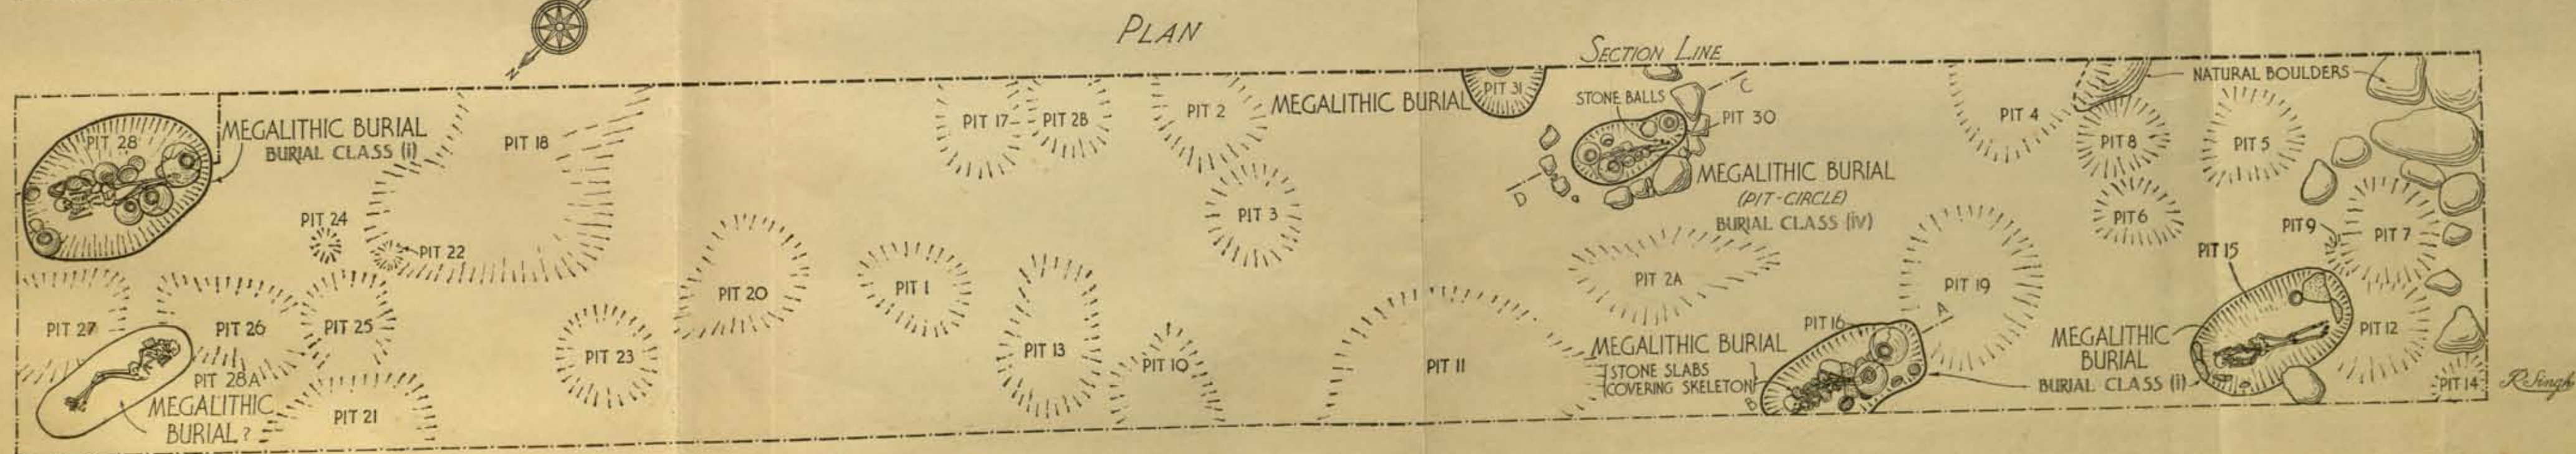 PLAN
N
SECTION LINE
NATURAL BOULDERS
PIT 28
MEGALITHIC BURIAL
BURIAL CLASS (i)
PIT 18
PIT 17
PIT 2B
PIT 2
MEGALITHIC BURIAL
PIT 31
STONE BALLS
C
PIT 30
D
MEGALITHIC BURIAL
(PIT-CIRCLE)
BURIAL CLASS (iv)
PIT 4
PIT 8
PIT 5
PIT 24
PIT 22
PIT 3
PIT 6
PIT 9
PIT 7
PIT 15
PIT 20
PIT 1
PIT 2A
PIT 19
PIT 27
PIT 26
PIT 25
PIT 23
PIT 13
PIT 10
PIT 11
PIT 16
A
MEGALITHIC BURIAL
STONE SLABS
COVERING SKELETON
B
MEGALITHIC
BURIAL
BURIAL CLASS (i)
PIT 12
PIT 14
PIT 28A
MEGALITHIC
BURIAL ?
PIT 21
R. Singh